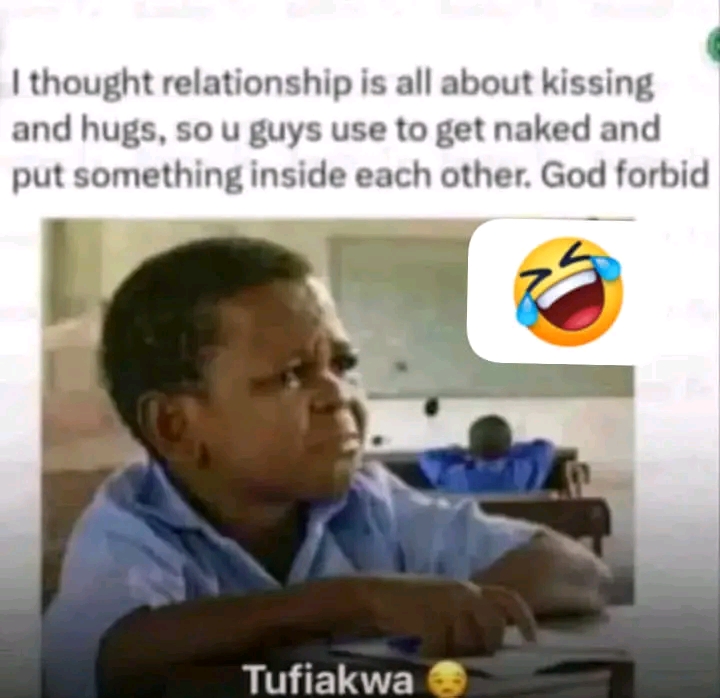 I thought relationship is all about kissing
and hugs, so u guys use to get naked and
put something inside each other. God forbid
Tufiakwa 😒